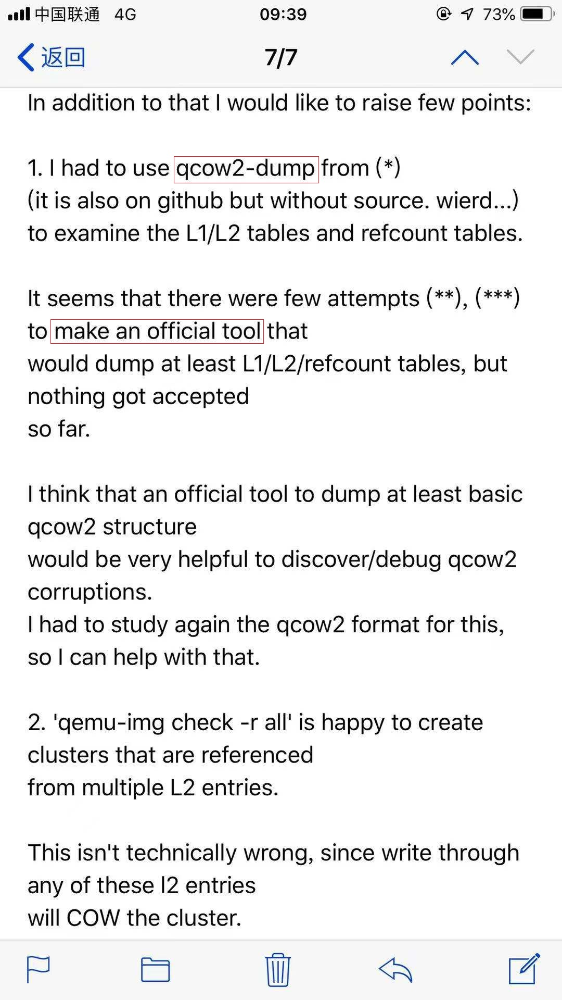 中国联通 4G 09:39 73%
返回 7/7
In addition to that I would like to raise few points:
1. I had to use qcow2-dump from (*)
(it is also on github but without source. wierd...)
to examine the L1/L2 tables and refcount tables.
It seems that there were few attempts (**), (***)
to make an official tool that
would dump at least L1/L2/refcount tables, but
nothing got accepted
so far.
I think that an official tool to dump at least basic
qcow2 structure
would be very helpful to discover/debug qcow2
corruptions.
I had to study again the qcow2 format for this,
so I can help with that.
2. 'qemu-img check -r all' is happy to create
clusters that are referenced
from multiple L2 entries.
This isn't technically wrong, since write through
any of these l2 entries
will COW the cluster.